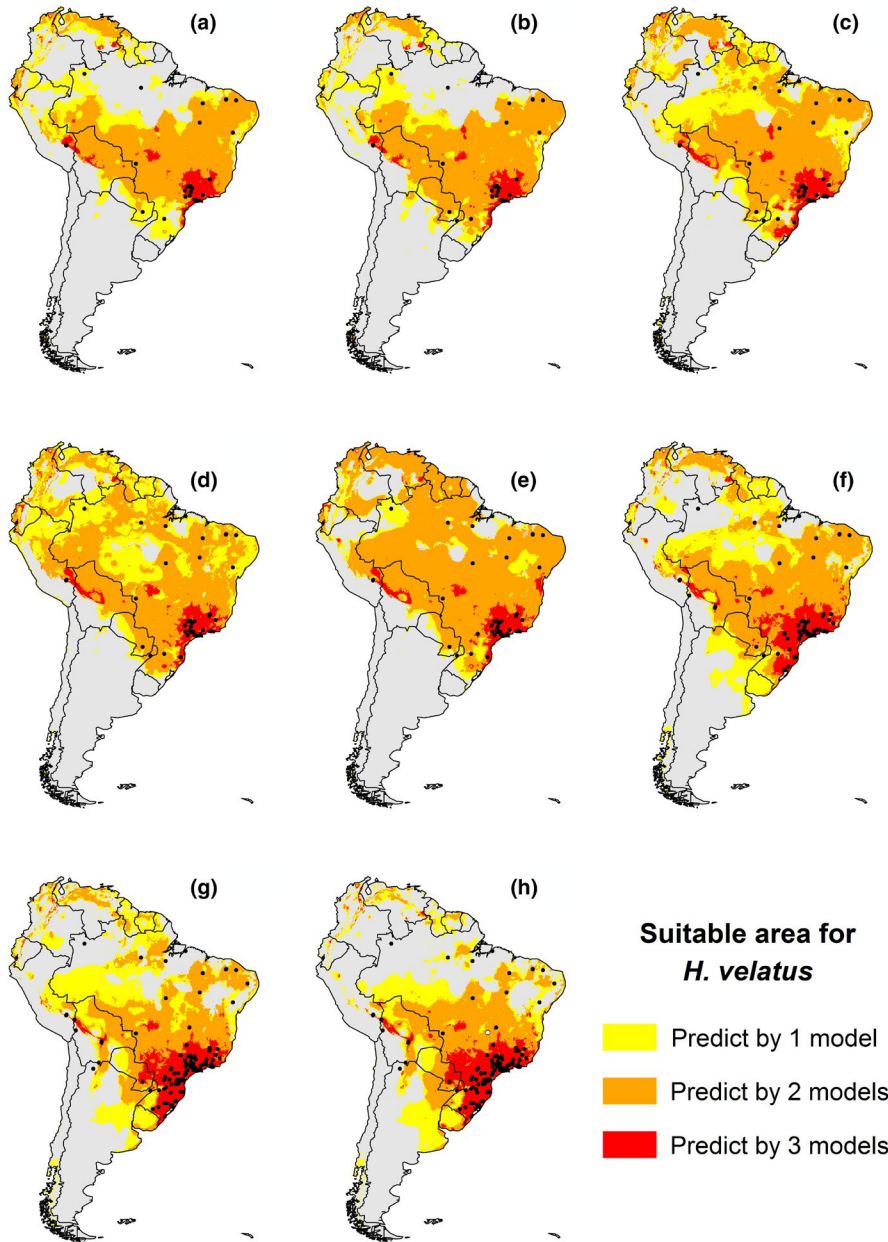 (a)
(b)
(c)
(d)
(e)
(f)
(g)
(h)
Suitable area for
H. velatus
Predict by 1 model
Predict by 2 models
Predict by 3 models